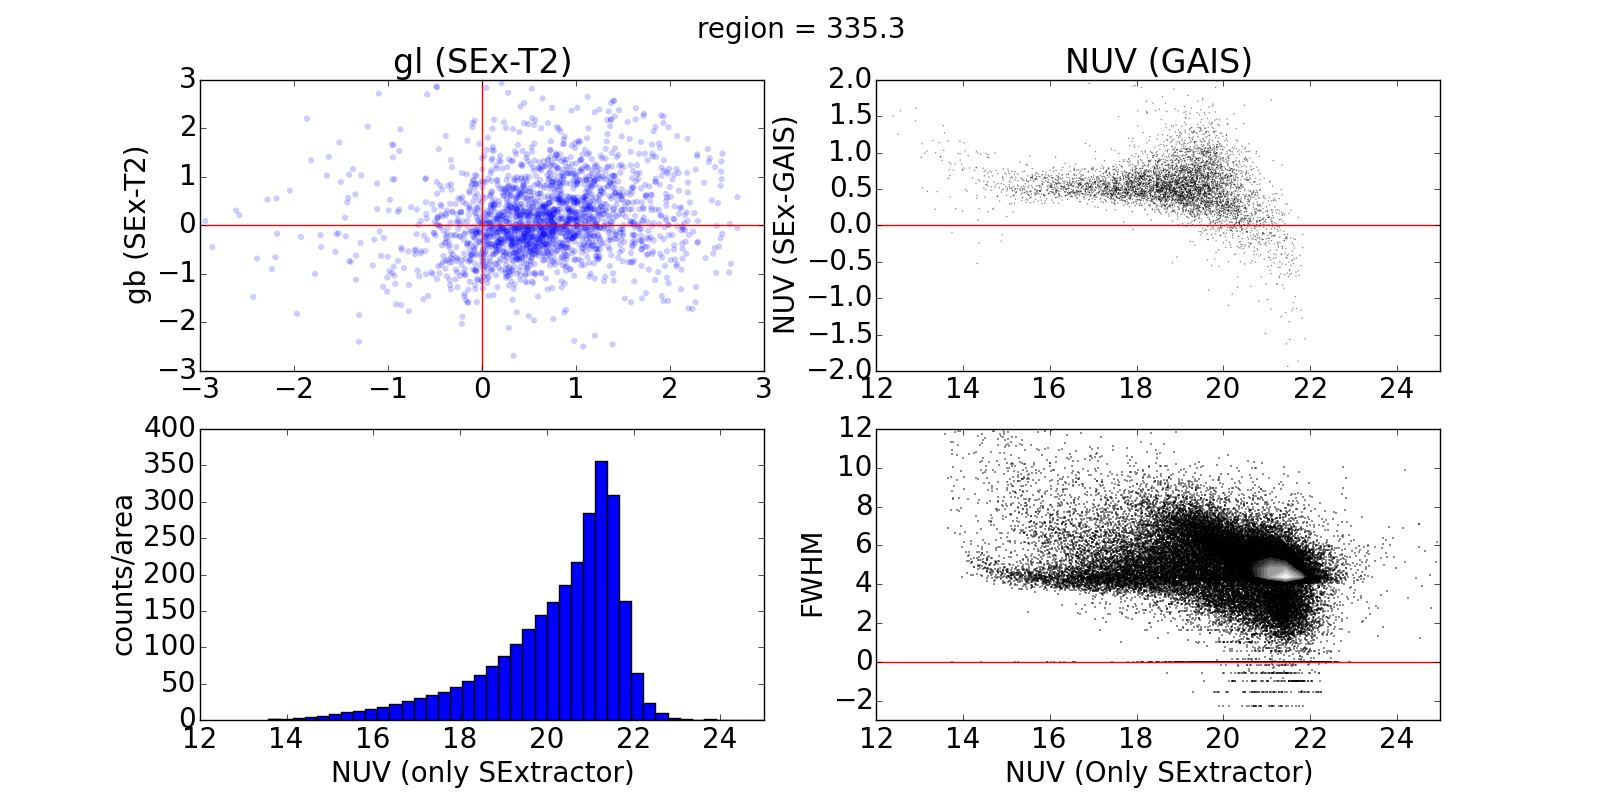 region = 335.3
gl (SEx-T2)
NUV (GAIS)
gb (SEx-T2)
3
2
1
0
−1
−2
−3
−3 −2 −1 0 1 2 3
NUV (SEx-GAIS)
2.0
1.5
1.0
0.5
0.0
−0.5
−1.0
−1.5
−2.0
12 14 16 18 20 22 24
counts/area
400
350
300
250
200
150
100
50
0
12 14 16 18 20 22 24
NUV (only SExtractor)
FWHM
12
10
8
6
4
2
0
−2
12 14 16 18 20 22 24
NUV (Only SExtractor)